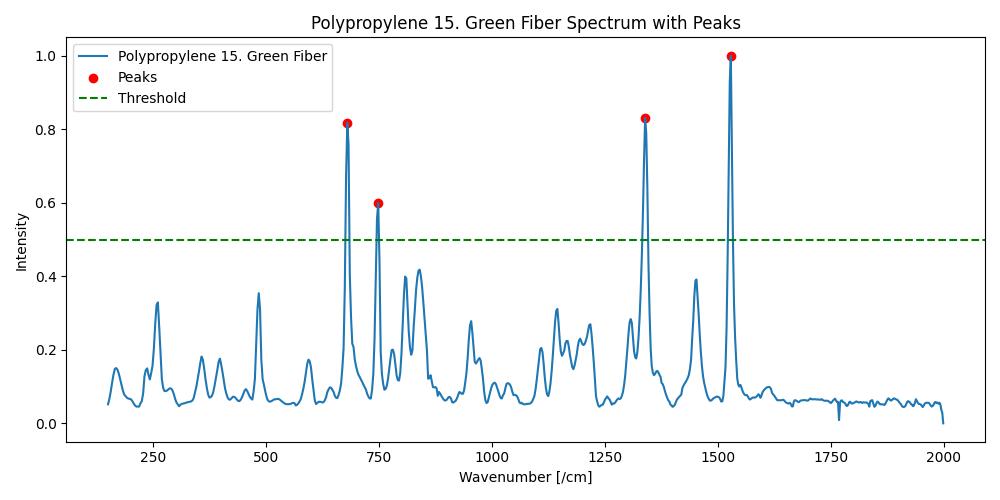 Polypropylene 15. Green Fiber Spectrum with Peaks
Polypropylene 15. Green Fiber
Peaks
Threshold
Intensity
1.0
0.8
0.6
0.4
0.2
0.0
250
500
750
1000
1250
1500
1750
2000
Wavenumber [/cm]